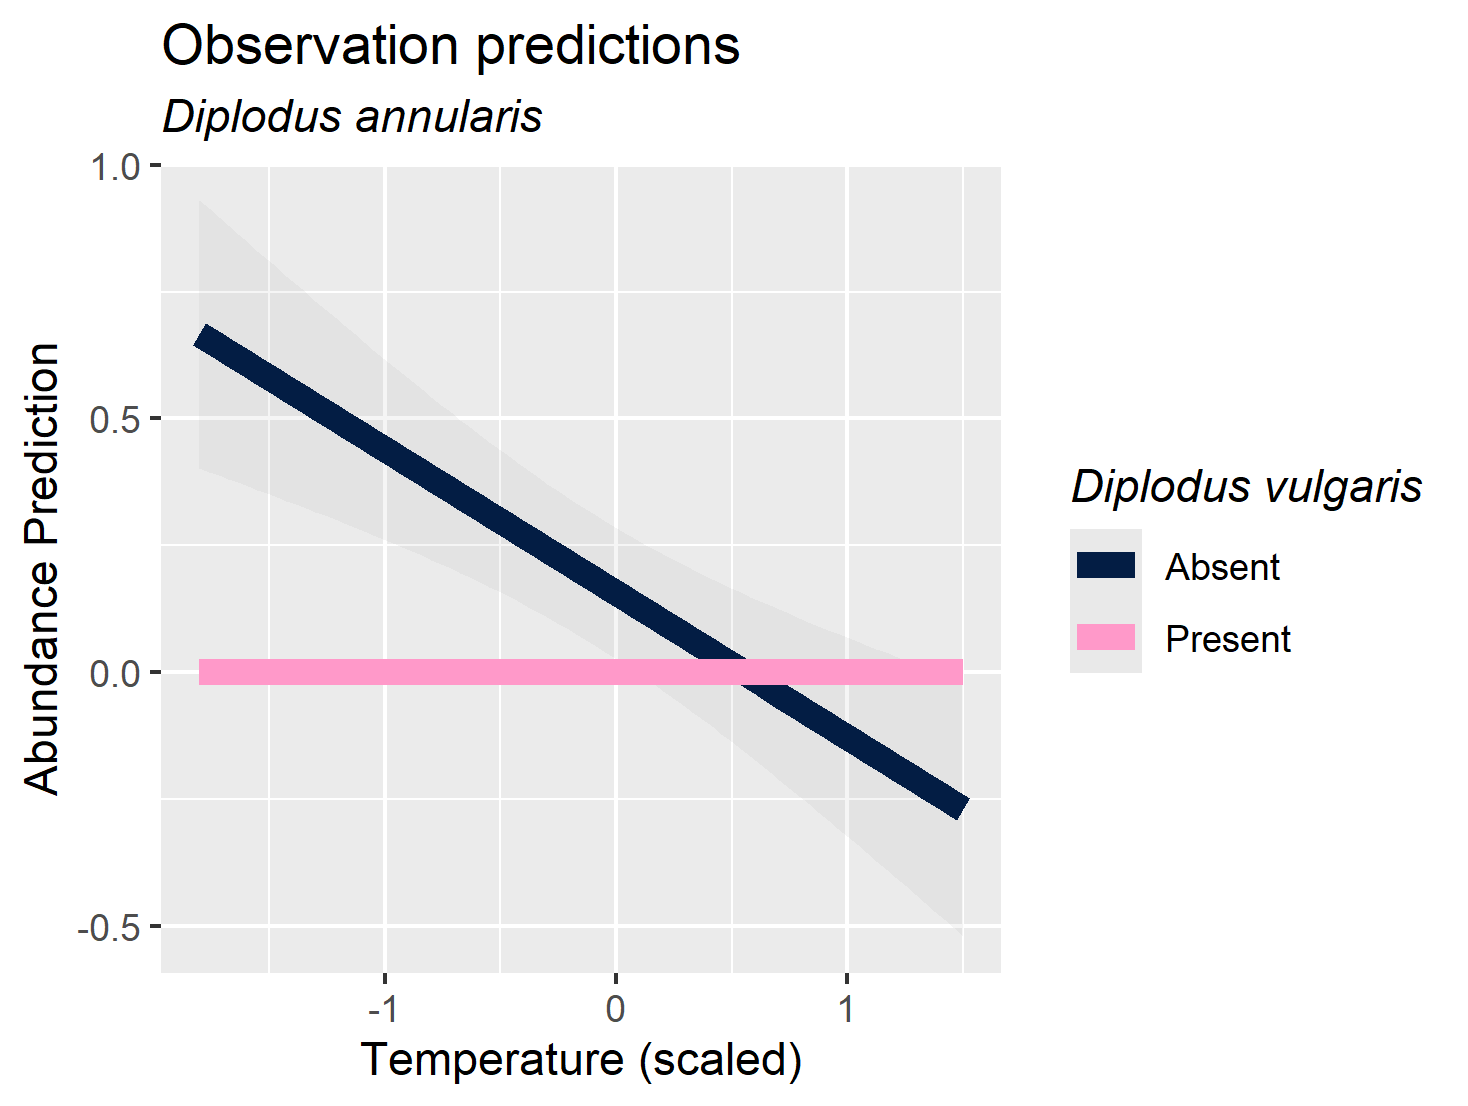 Observation predictions
Diplodus annularis
1.0
0.5
0.0
-0.5
Abundance Prediction
-1
0
1
Temperature (scaled)
Diplodus vulgaris
Absent
Present